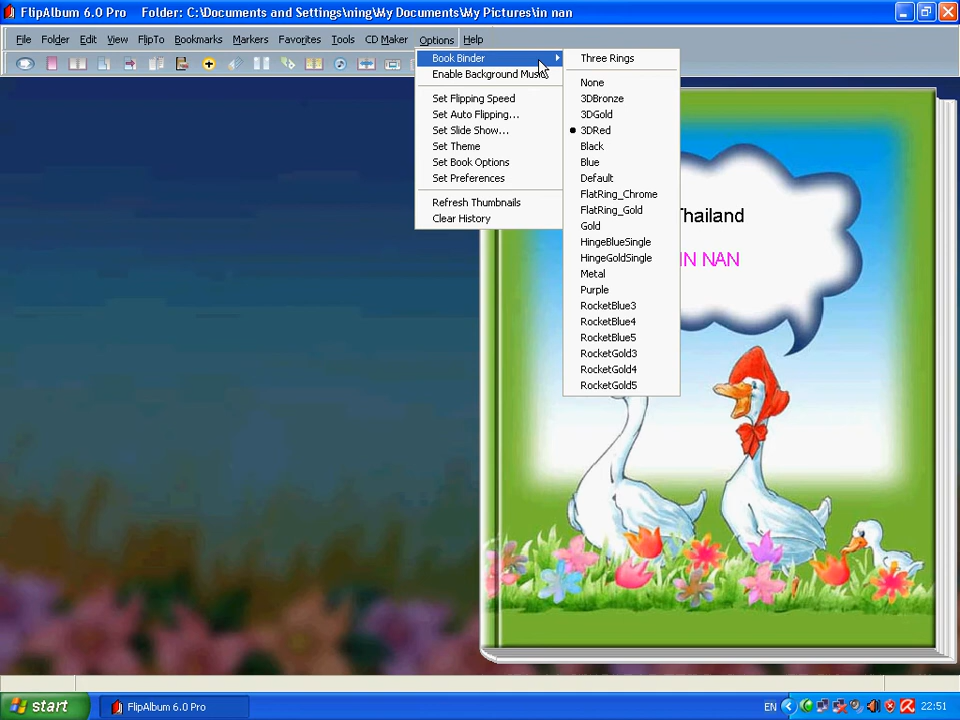 FlipAlbum 6.0 Pro Folder: C:\Documents and Settings\ning\My Documents\My Pictures\in nan
File Folder Edit View FlipTo Bookmarks Markers Favorites Tools CD Maker Options Help
Book Binder
Enable Background Music
Set Flipping Speed
Set Auto Flipping...
Set Slide Show...
Set Theme
Set Book Options
Set Preferences
Refresh Thumbnails
Clear History
Three Rings
None
3DBronze
3DGold
3DRed
Black
Blue
Default
FlatRing_Chrome
FlatRing_Gold
Gold
HingeBlueSingle
HingeGoldSingle
Metal
Purple
RocketBlue3
RocketBlue4
RocketBlue5
RocketGold3
RocketGold4
RocketGold5
Thailand
IN NAN
start FlipAlbum 6.0 Pro EN 22:51